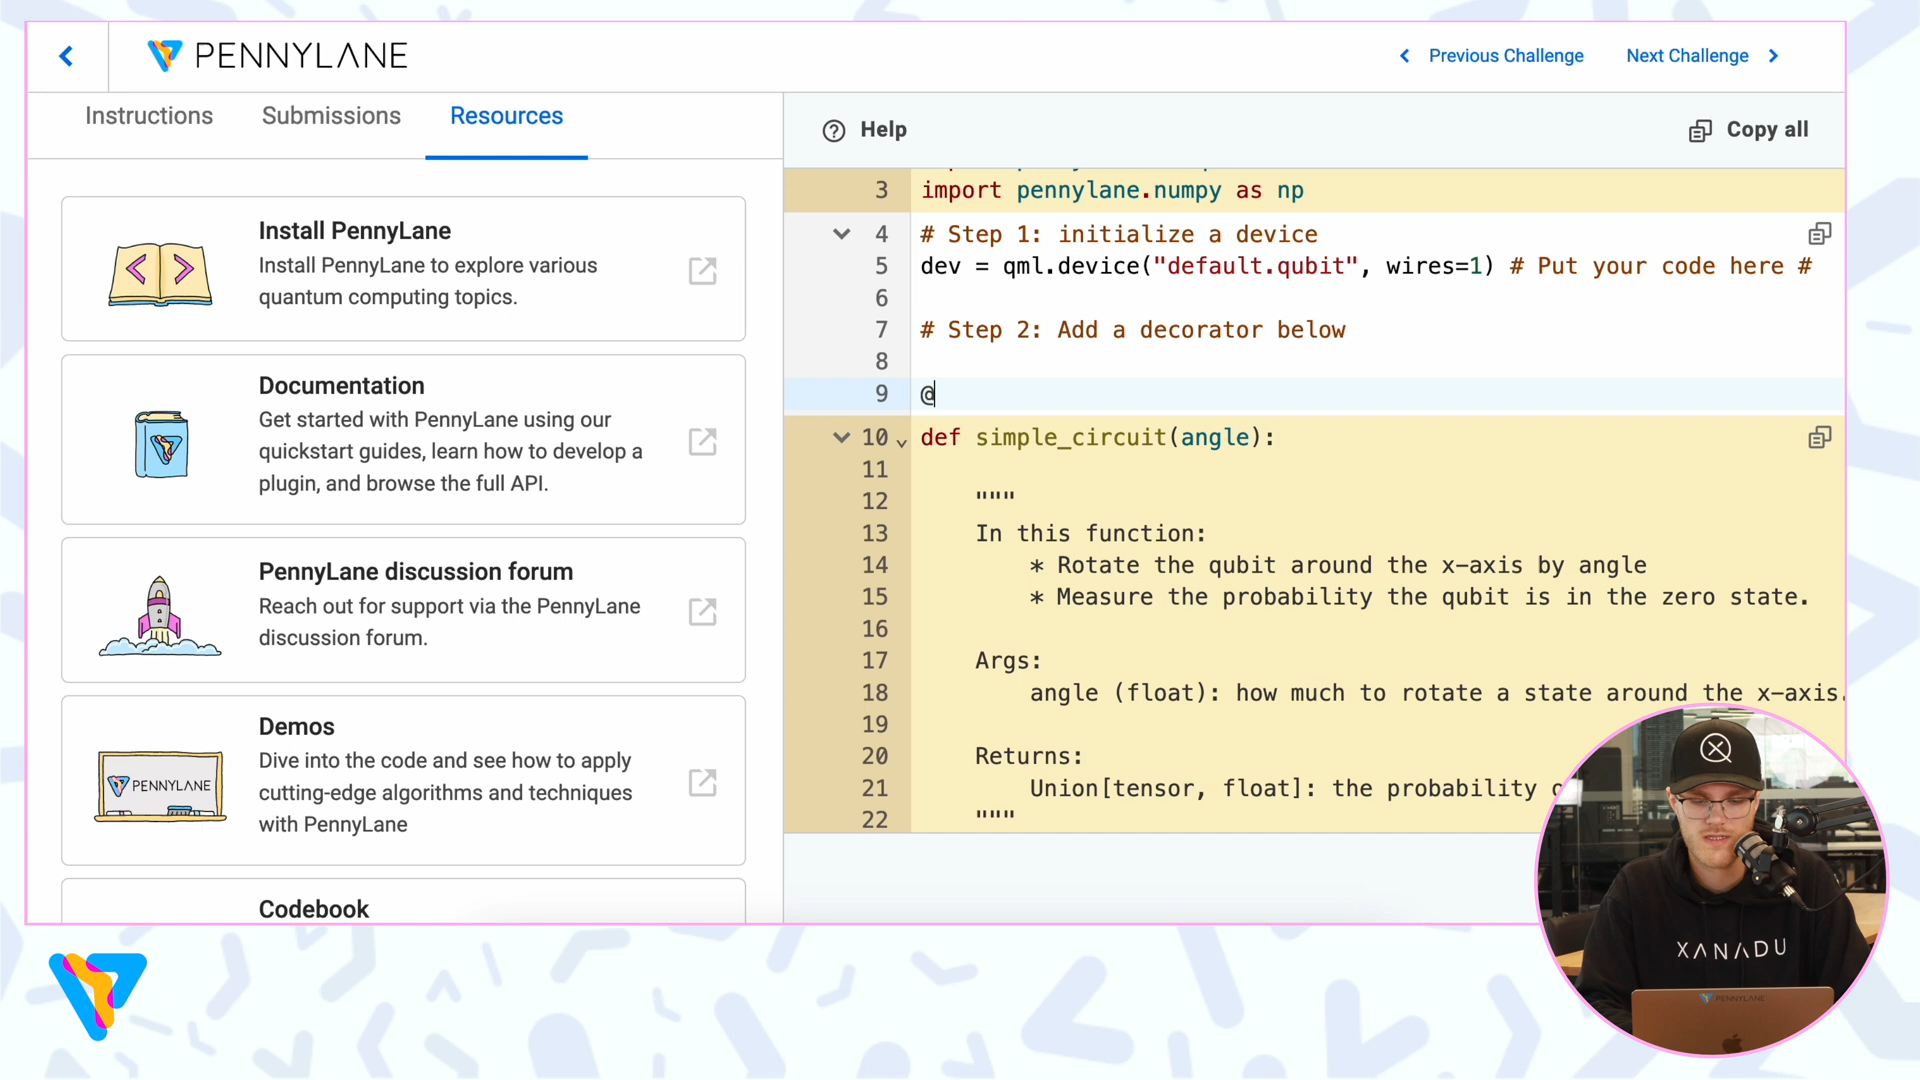 PENNYLANE
Previous Challenge
Next Challenge
Instructions
Submissions
Resources
Install PennyLane
Install PennyLane to explore various
quantum computing topics.
Documentation
Get started with PennyLane using our
quickstart guides, learn how to develop a
plugin, and browse the full API.
PennyLane discussion forum
Reach out for support via the PennyLane
discussion forum.
PENNYLANE
Demos
Dive into the code and see how to apply
cutting-edge algorithms and techniques
with PennyLane
Codebook
Help
Copy all
3 import pennylane.numpy as np
4 # Step 1: initialize a device
5 dev = qml.device("default.qubit", wires=1) # Put your code here #
6
7 # Step 2: Add a decorator below
8
9 @
10 def simple_circuit(angle):
11
12 """
13 In this function:
14 * Rotate the qubit around the x-axis by angle
15 * Measure the probability the qubit is in the zero state.
16
17 Args:
18 angle (float): how much to rotate a state around the x-axis.
19
20 Returns:
21 Union[tensor, float]: the probability
22 """
XANADU
PENNYLANE